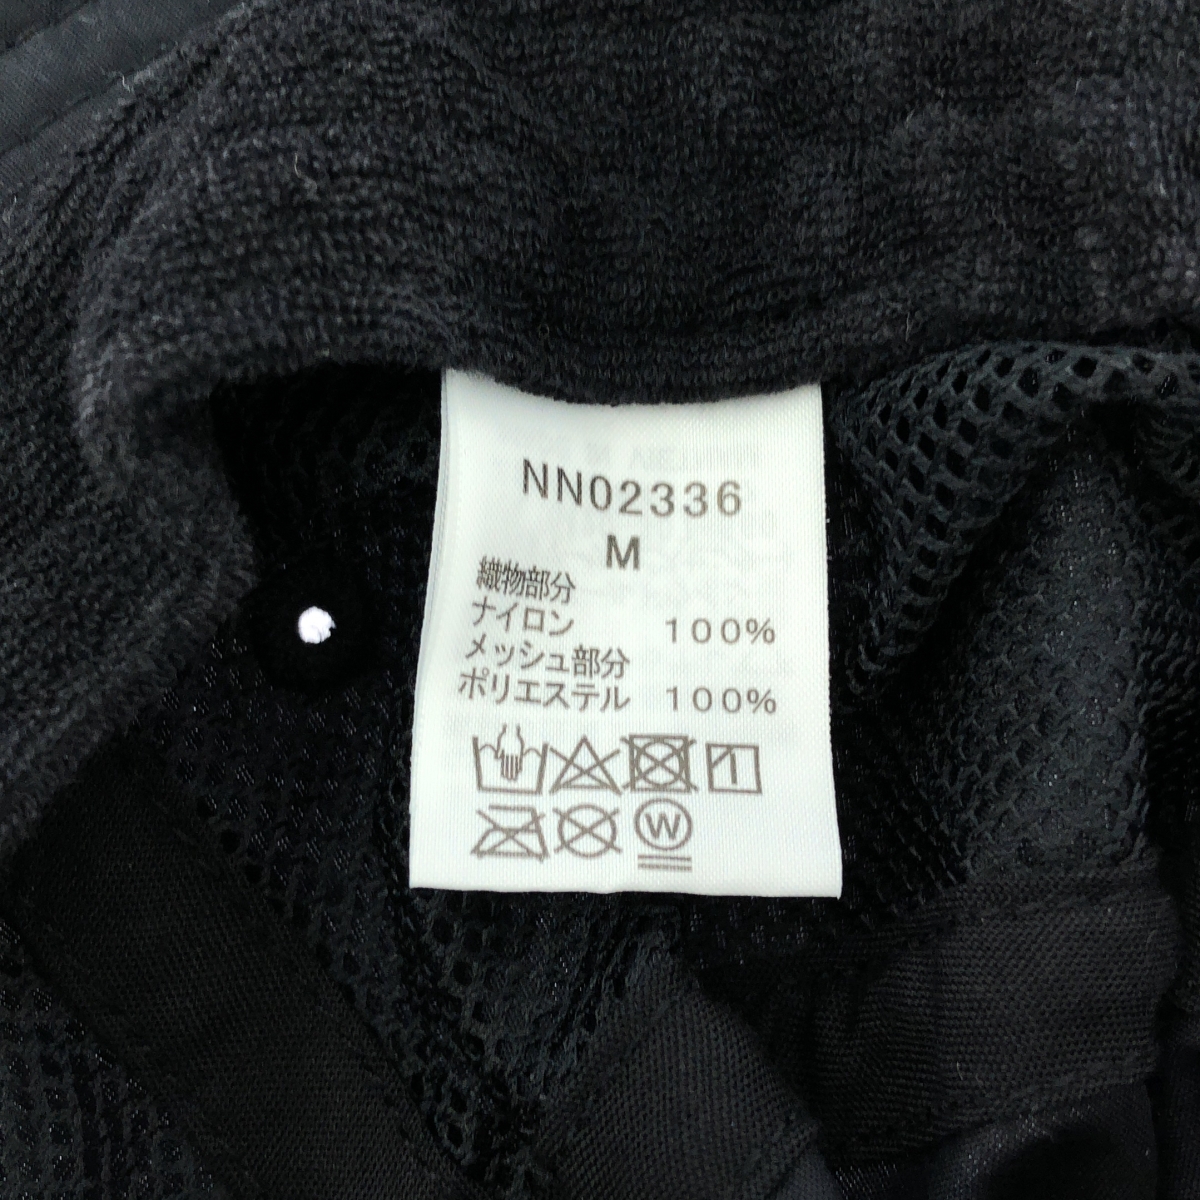 NN02336
M
織物部分
ナイロン 100%
メッシュ部分
ポリエステル 100%
W